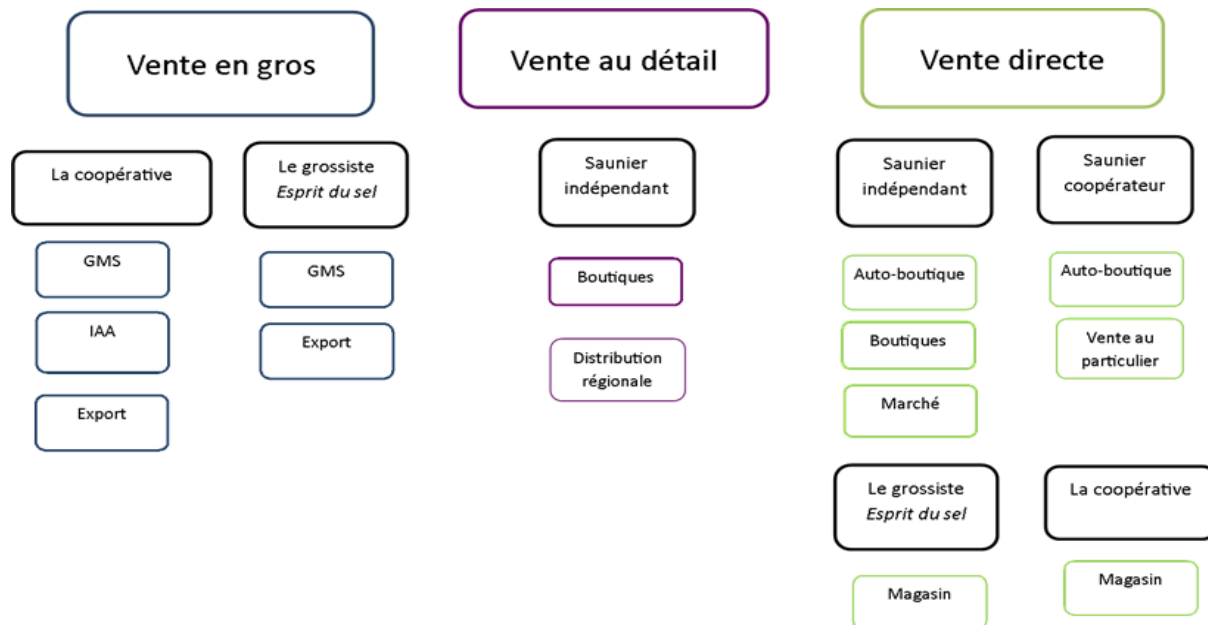 Vente en gros
La coopérative
GMS
IAA
Export
Le grossiste
Esprit du sel
GMS
Export
Vente au détail
Saunier
indépendant
Boutiques
Distribution
régionale
Vente directe
Saunier
indépendant
Auto-boutique
Boutiques
Marché
Saunier
coopérateur
Auto-boutique
Vente au
particulier
Le grossiste
Esprit du sel
Magasin
La coopérative
Magasin